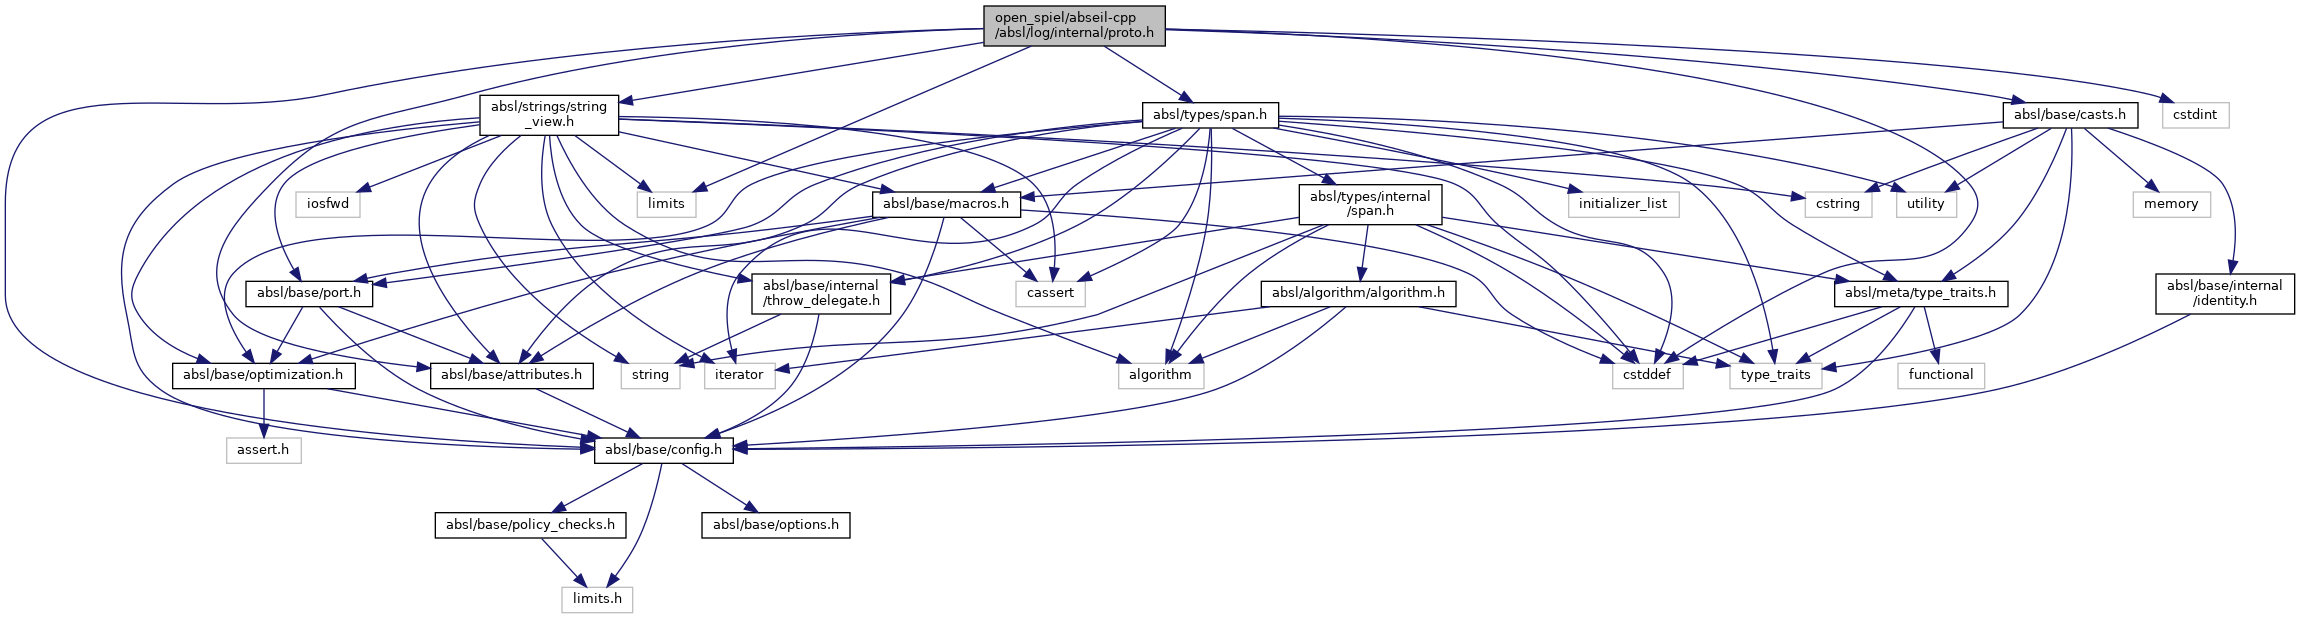 open_spiel/abseil-cpp
/absl/log/internal/proto.h
absl/strings/string
_view.h
absl/types/span.h
absl/base/casts.h
cstdint
iosfwd
limits
absl/base/macros.h
absl/types/internal
/span.h
initializer_list
cstring
utility
memory
absl/base/port.h
absl/base/internal
/throw_delegate.h
cassert
absl/algorithm/algorithm.h
absl/meta/type_traits.h
absl/base/internal
/identity.h
absl/base/optimization.h
absl/base/attributes.h
string
iterator
algorithm
cstddef
type_traits
functional
assert.h
absl/base/config.h
absl/base/policy_checks.h
absl/base/options.h
limits.h